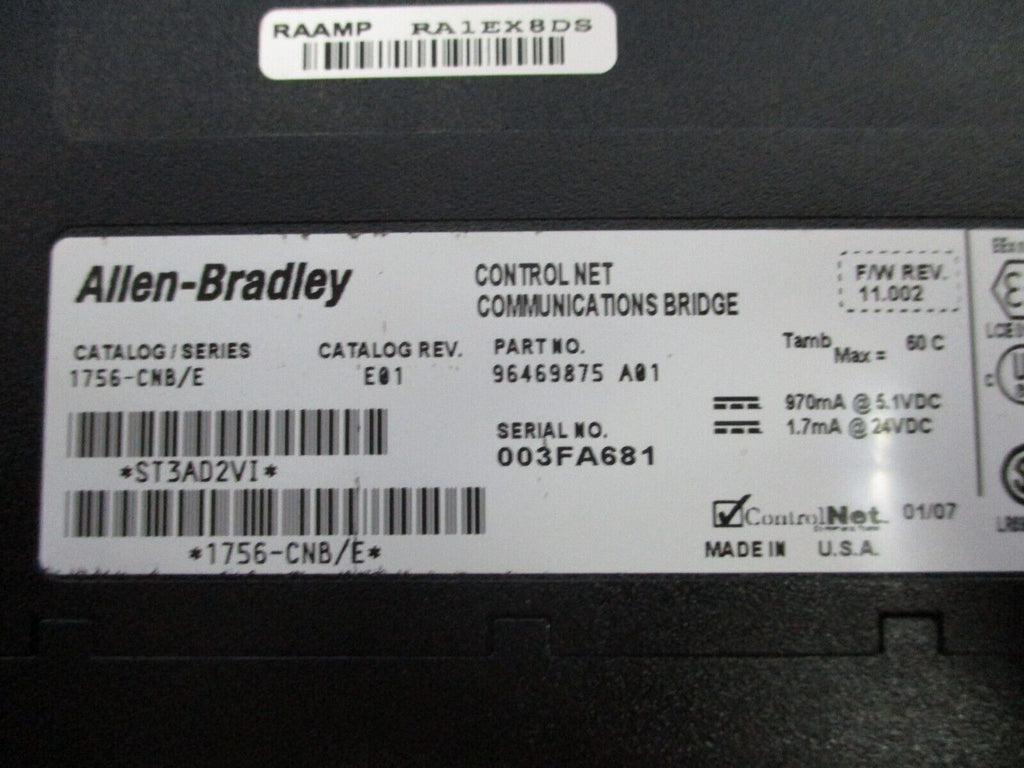 RAAMP RA1EX8DS
Allen-Bradley
CONTROL NET
COMMUNICATIONS BRIDGE
F/W REV.
11.002
CATALOG / SERIES
1756-CNB/E
CATALOG REV.
E01
PART NO.
96469875 A01
Tamb Max = 60 C
SERIAL NO.
003FA681
970mA @ 5.1VDC
1.7mA @ 24VDC
*ST3AD2VI*
*1756-CNB/E*
ControlNet 01/07
MADE IN U.S.A.
C